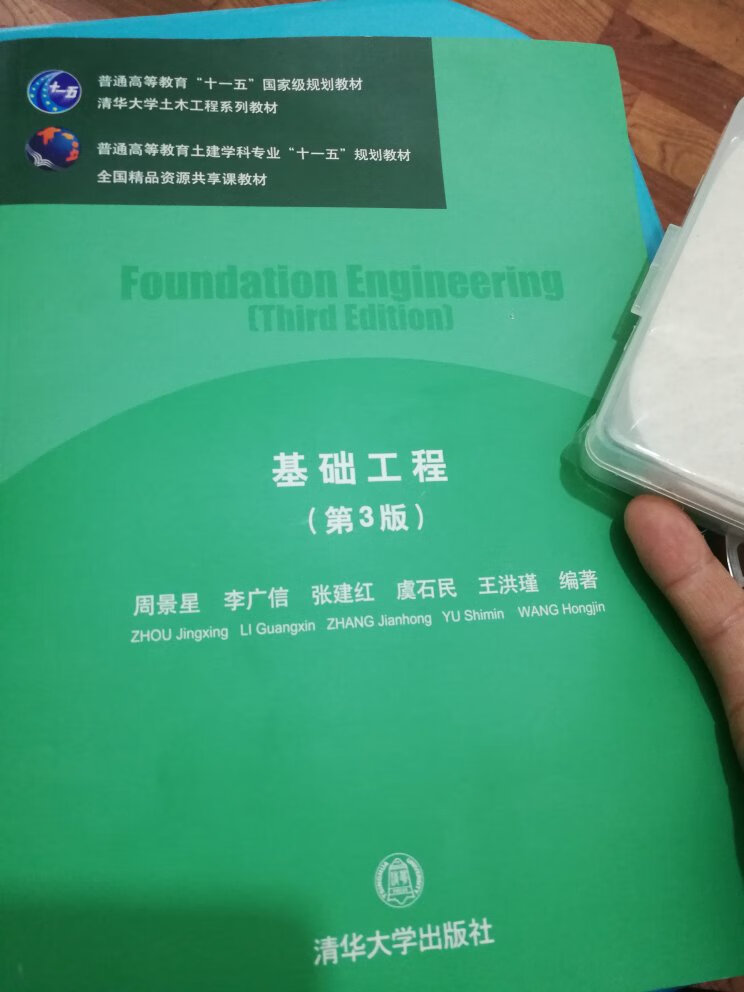 十一五
普通高等教育“十一五”国家级规划教材
清华大学土木工程系列教材
普通高等教育土建学科专业“十一五”规划教材
全国精品资源共享课教材
Foundation Engineering
(Third Edition)
基础工程
(第3版)
周景星 李广信 张建红 虞石民 王洪瑾 编著
ZHOU Jingxing LI Guangxin ZHANG Jianhong YU Shimin WANG Hongjin
清华大学出版社